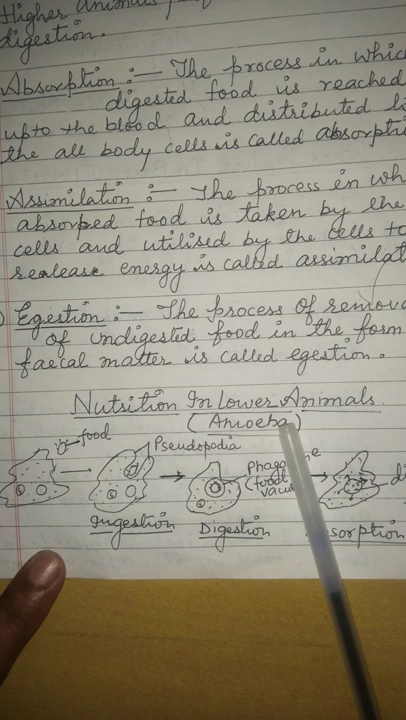 Higher animals
digestion.
Absorption :- The process in which
digested food is reached
upto the blood and distributed
the all body cells is called absorpti
Assimilation :- The process in wh
absorped food is taken by the
cells and utilised by the cells to
realease energy is called assimilat
Egestion :- The process of remova
of undigested food in the form
faecal matter is called egestion.
Nutrition In Lower Animals
(Amoeba)
food
Pseudopodia
Phago
(food
vacu
Ingestion
Digestion
sorption